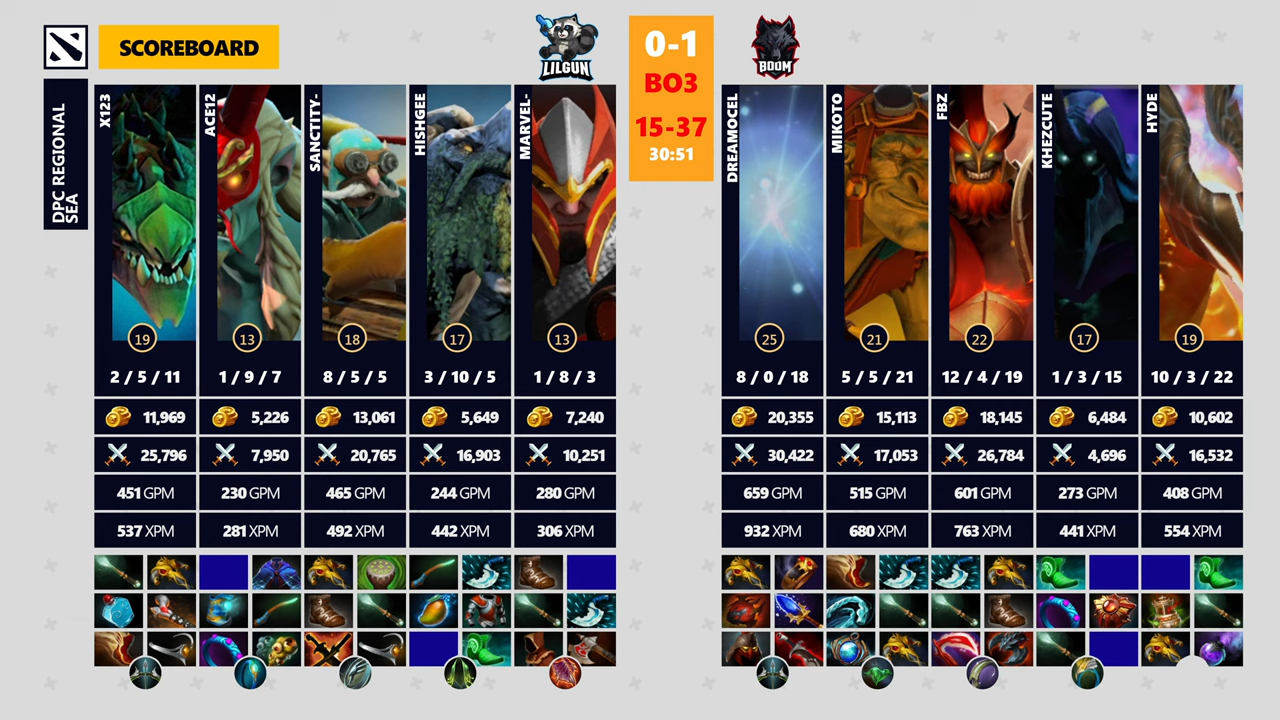 SCOREBOARD
DPC REGIONAL
SEA
LILGUN
0-1
BO3
15-37
30:51
BOOM
X123
ACE12
SANCTITY-
HISHGEE
MARVEL-
DREAMOCEL
MIKOTO
FBZ
KHEZCUTE
HYDE
19 13 18 17 13 25 21 22 17 19
2 / 5 / 11 1 / 9 / 7 8 / 5 / 5 3 / 10 / 5 1 / 8 / 3 8 / 0 / 18 5 / 5 / 21 12 / 4 / 19 1 / 3 / 15 10 / 3 / 22
11,969 5,226 13,061 5,649 7,240 20,355 15,113 18,145 6,484 10,602
25,796 7,950 20,765 16,903 10,251 30,422 17,053 26,784 4,696 16,532
451 GPM 230 GPM 465 GPM 244 GPM 280 GPM 659 GPM 515 GPM 601 GPM 273 GPM 408 GPM
537 XPM 281 XPM 492 XPM 442 XPM 306 XPM 932 XPM 680 XPM 763 XPM 441 XPM 554 XPM